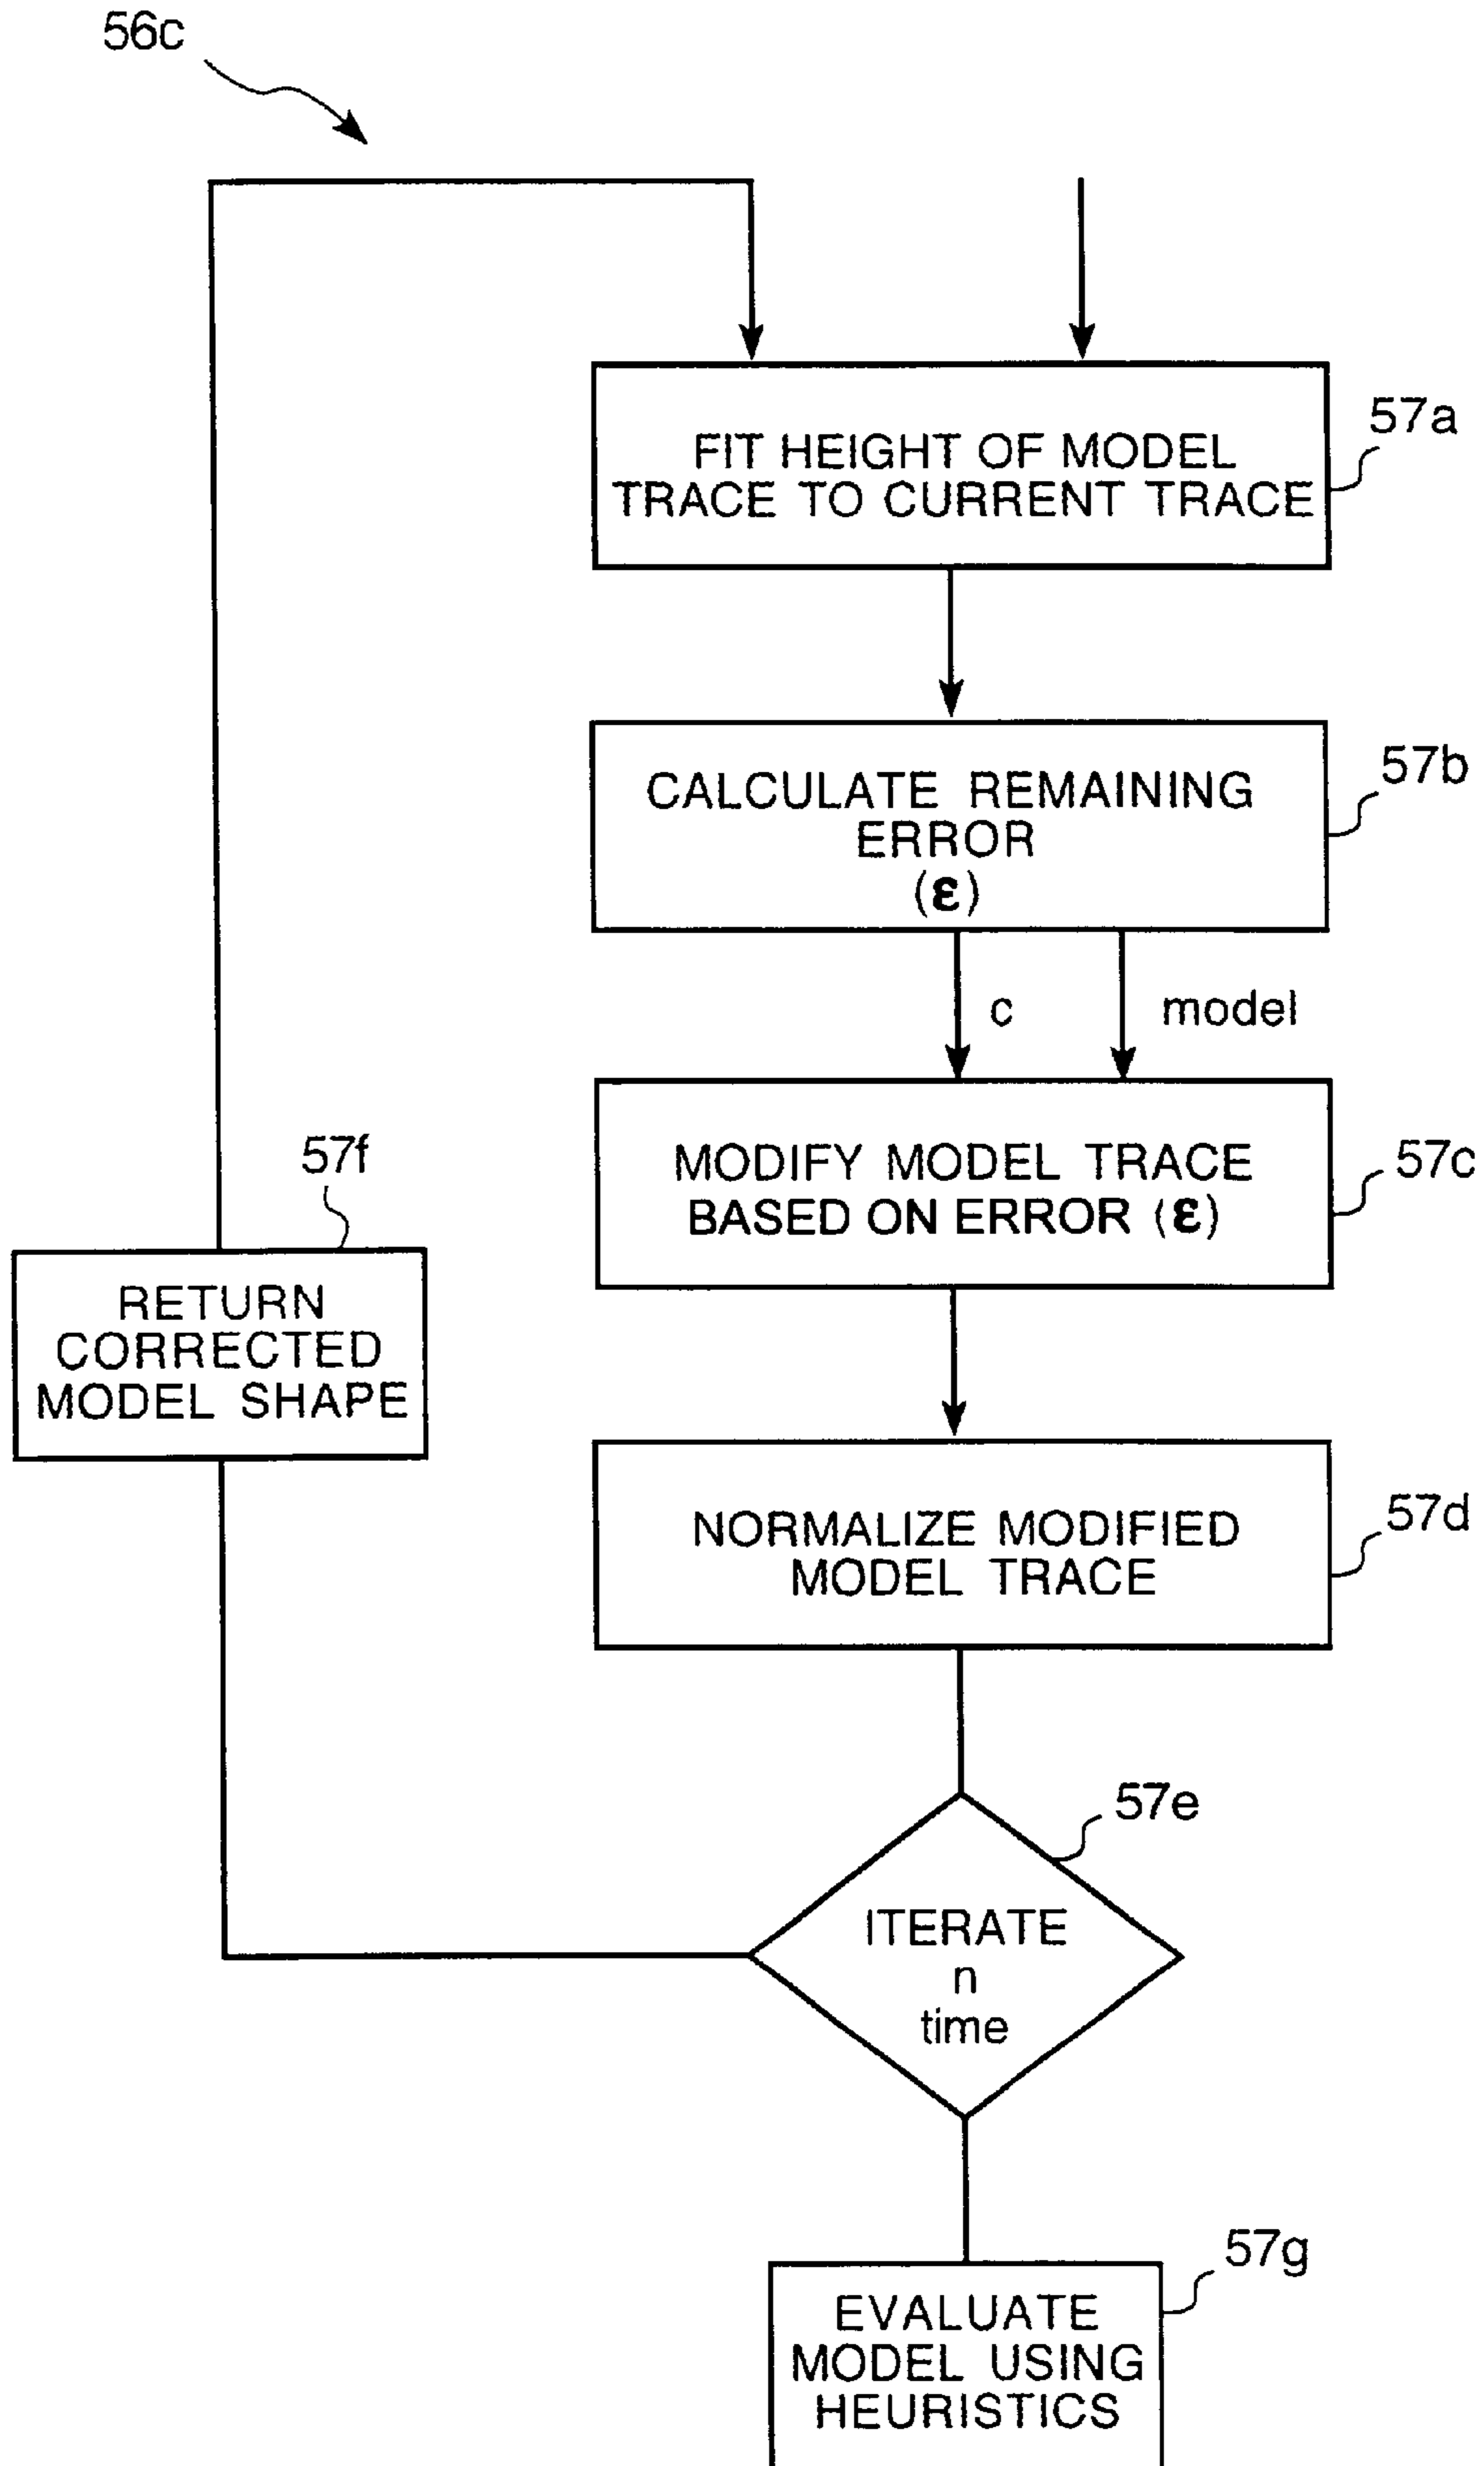 56c
FIT HEIGHT OF MODEL
TRACE TO CURRENT TRACE
57a
CALCULATE REMAINING
ERROR
(ε)
57b
c
model
MODIFY MODEL TRACE
BASED ON ERROR (ε)
57c
57f
RETURN
CORRECTED
MODEL SHAPE
NORMALIZE MODIFIED
MODEL TRACE
57d
57e
ITERATE
n
time
57g
EVALUATE
MODEL USING
HEURISTICS